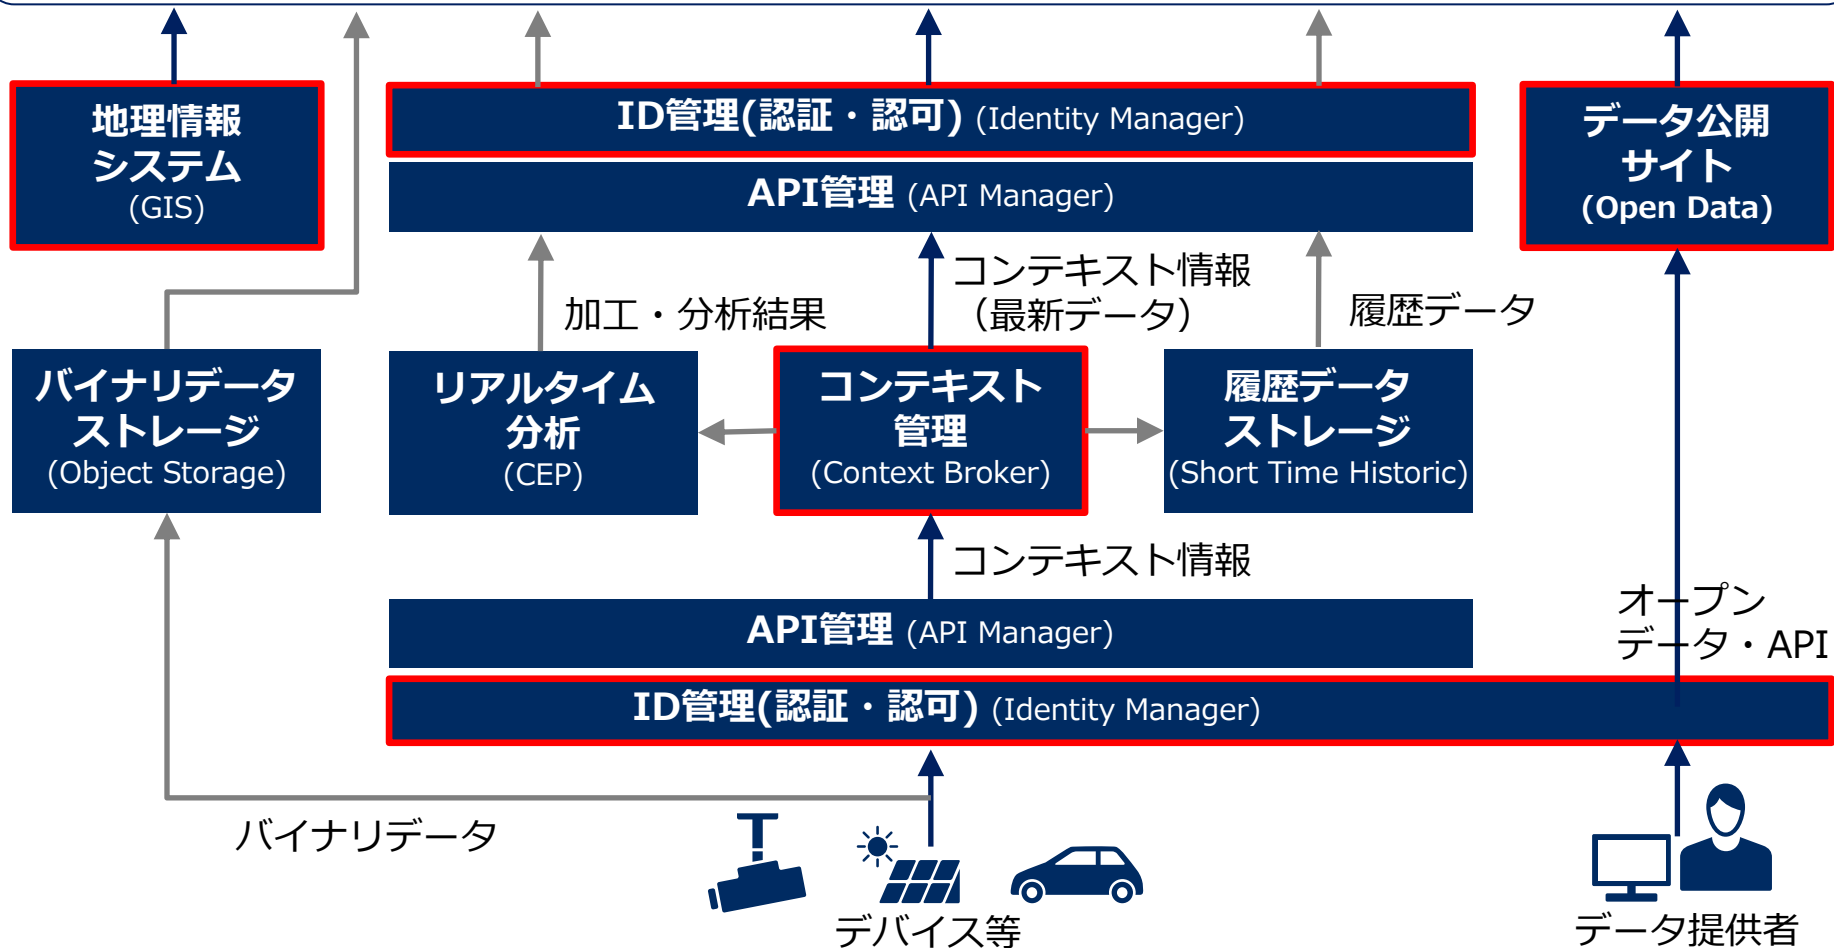 地理情報
システム
(GIS)
ID管理(認証・認可) (Identity Manager)
API管理 (API Manager)
データ公開
サイト
(Open Data)
加工・分析結果
コンテキスト情報
（最新データ）
履歴データ
バイナリデータ
ストレージ
(Object Storage)
リアルタイム
分析
(CEP)
コンテキスト
管理
(Context Broker)
履歴データ
ストレージ
(Short Time Historic)
コンテキスト情報
オープン
データ・API
API管理 (API Manager)
ID管理(認証・認可) (Identity Manager)
バイナリデータ
デバイス等
データ提供者